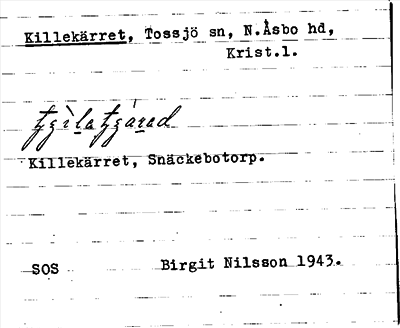 Killekärret, Tossjö sn, N.Åsbo hd,
Krist.l.
Killekärret, Snäckebotorp.
SOS Birgit Nilsson 1943.